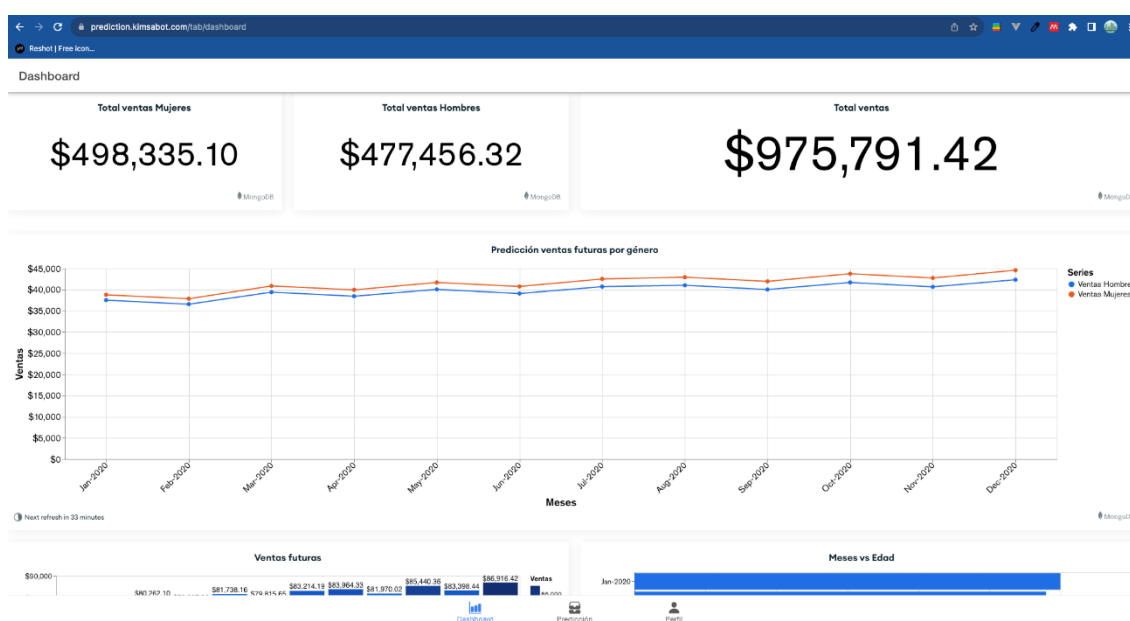 prediction.kimsabot.com/tab/dashboard
Reshot | Free icon...
Dashboard
Total ventas Mujeres
$498,335.10
MongoDB
Total ventas Hombres
$477,456.32
MongoDB
Total ventas
$975,791.42
MongoD
Predicción ventas futuras por género
$45,000
$40,000
$35,000
$30,000
$25,000
$20,000
$15,000
$10,000
$5,000
$0
Ventas
Jan-2020
Feb-2020
Mar-2020
Apr-2020
May-2020
Jun-2020
Jul-2020
Aug-2020
Sep-2020
Oct-2020
Nov-2020
Dec-2020
Meses
Series
Ventas Hombre
Ventas Mujeres
Next refresh in 33 minutes
MongoD
Ventas futuras
$90,000
$80,262.10
$81,738.16
$79,815.65
$83,214.19
$83,964.33
$81,970.02
$85,440.36
$83,398.44
$86,916.42
Ventas
Meses vs Edad
Jan-2020
Dashboard
Predicción
Perfil